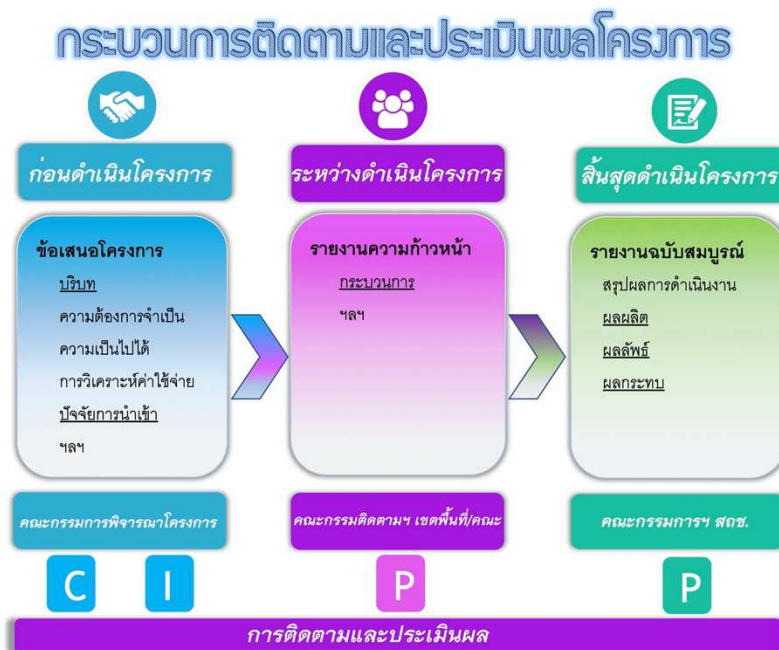 กระบวนการติดตามและประเมินผลโครงการ
ก่อนดำเนินโครงการ
ข้อเสนอโครงการ
บริบท
ความต้องการจำเป็น
ความเป็นไปได้
การวิเคราะห์ค่าใช้จ่าย
ปัจจัยการนำเข้า
ฯลฯ
คณะกรรมการพิจารณาโครงการ
C I
ระหว่างดำเนินโครงการ
รายงานความก้าวหน้า
กระบวนการ
ฯลฯ
คณะกรรมติดตามฯ เขตพื้นที่/คณะ
P
สิ้นสุดดำเนินโครงการ
รายงานฉบับสมบูรณ์
สรุปผลการดำเนินงาน
ผลผลิต
ผลลัพธ์
ผลกระทบ
คณะกรรมการฯ สถช.
P
การติดตามและประเมินผล